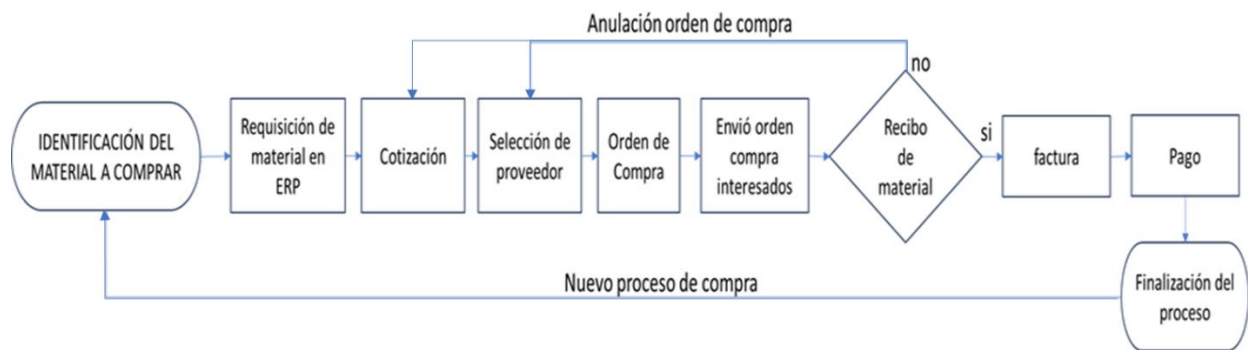 Anulación orden de compra
no
IDENTIFICACIÓN DEL
MATERIAL A COMPRAR
Requisición de
material en
ERP
Cotización
Selección de
proveedor
Orden de
Compra
Envió orden
compra
interesados
Recibo
de
material
si
factura
Pago
Nuevo proceso de compra
Finalización del
proceso